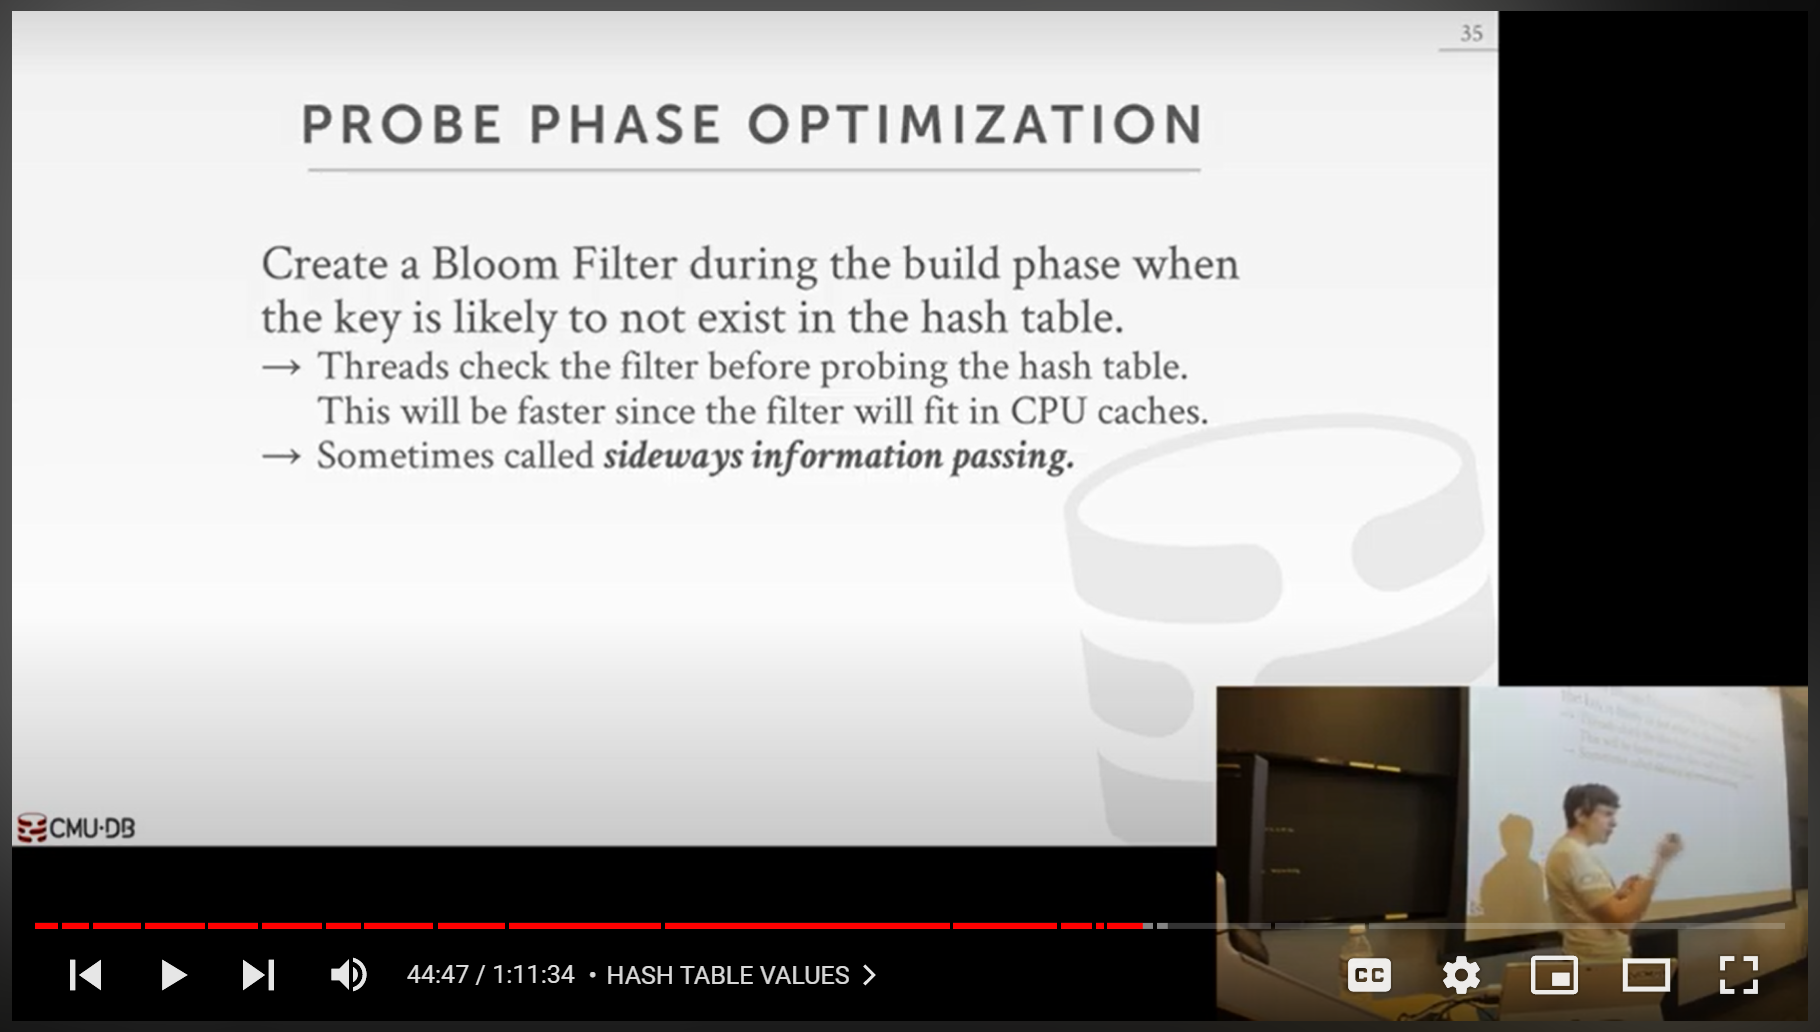 35
PROBE PHASE OPTIMIZATION
Create a Bloom Filter during the build phase when
the key is likely to not exist in the hash table.
→ Threads check the filter before probing the hash table.
This will be faster since the filter will fit in CPU caches.
→ Sometimes called sideways information passing.
CMU·DB
44:47 / 1:11:34 • HASH TABLE VALUES >
CC